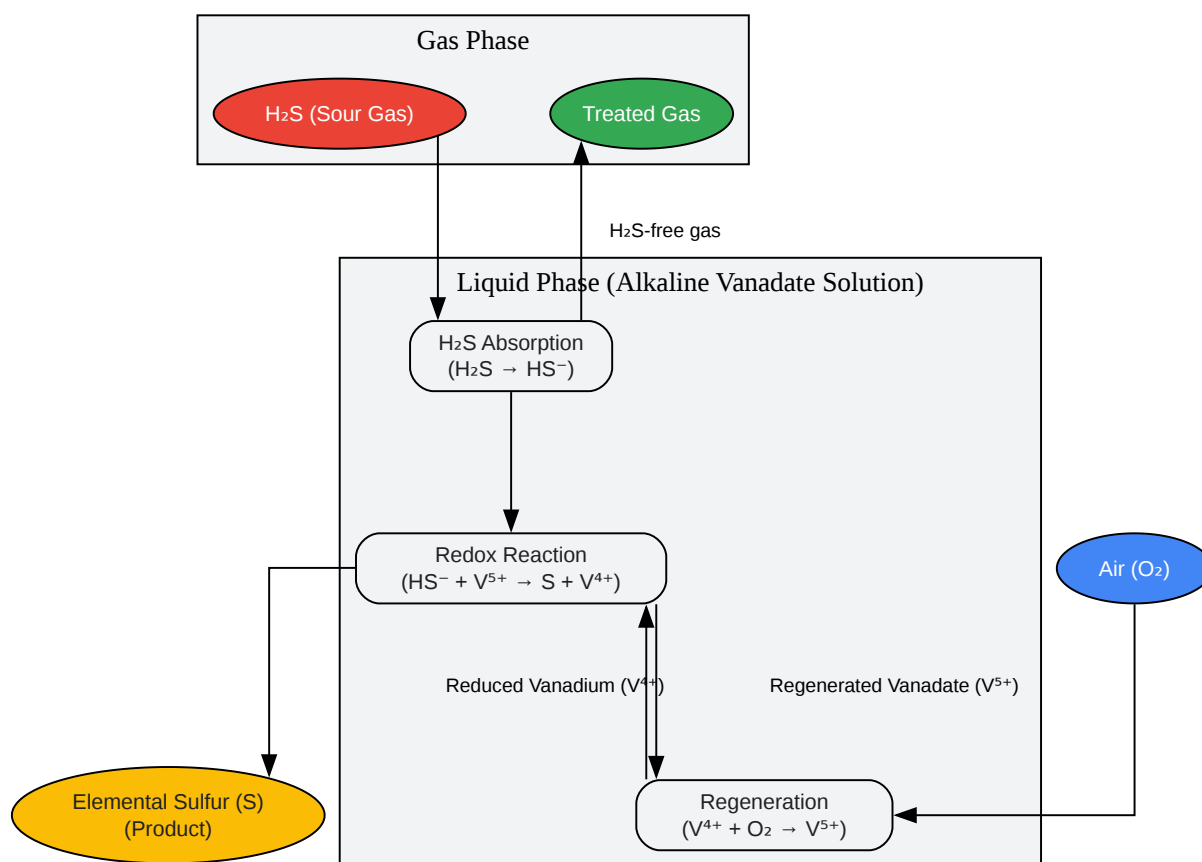 Gas Phase
H₂S (Sour Gas)
Treated Gas
H₂S-free gas
Liquid Phase (Alkaline Vanadate Solution)
H₂S Absorption
(H₂S → HS⁻)
Redox Reaction
(HS⁻ + V⁵⁺ → S + V⁴⁺)
Air (O₂)
Reduced Vanadium (V⁴⁺)
Regenerated Vanadate (V⁵⁺)
Elemental Sulfur (S)
(Product)
Regeneration
(V⁴⁺ + O₂ → V⁵⁺)